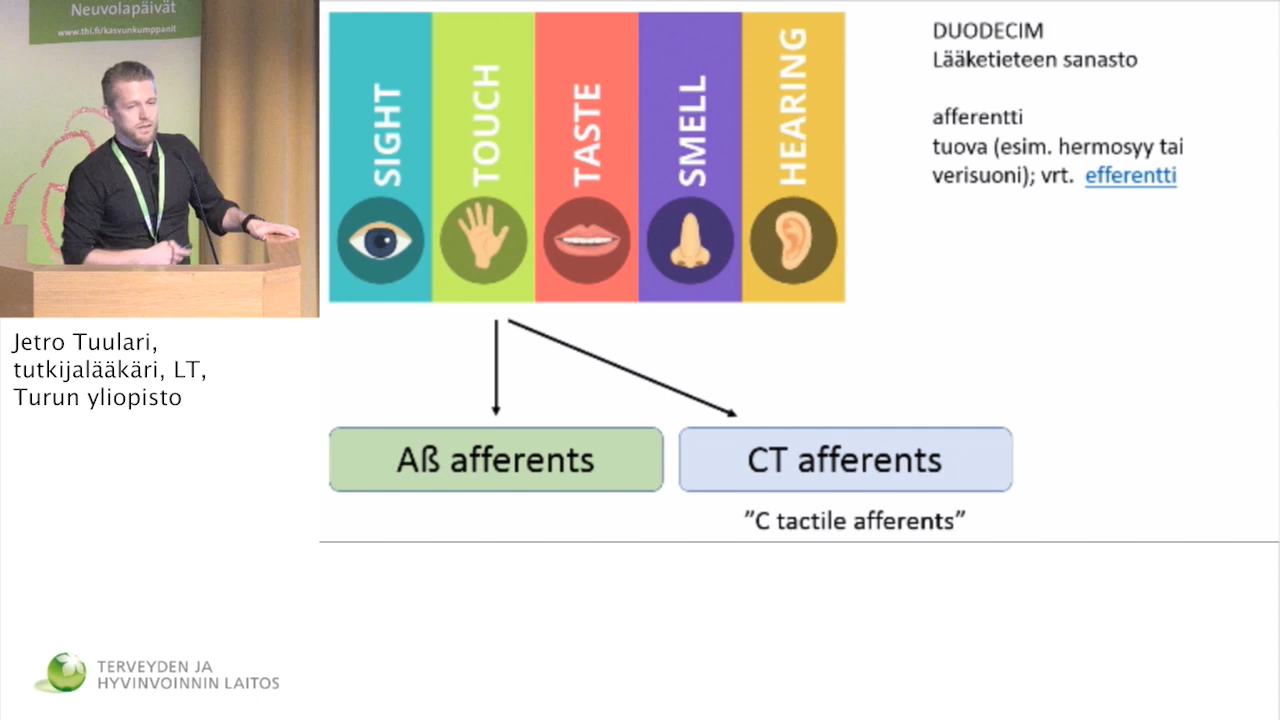 Neuvolapäivät
www.thl.fi/kasvunkumppanit
SIGHT
TOUCH
TASTE
SMELL
HEARING
DUODECIM
Lääketieteen sanasto
afferentti
tuova (esim. hermosyy tai
verisuoni); vrt. efferentti
Aß afferents
CT afferents
”C tactile afferents”
Jetro Tuulari,
tutkijalääkäri, LT,
Turun yliopisto
TERVEYDEN JA
HYVINVOINNIN LAITOS